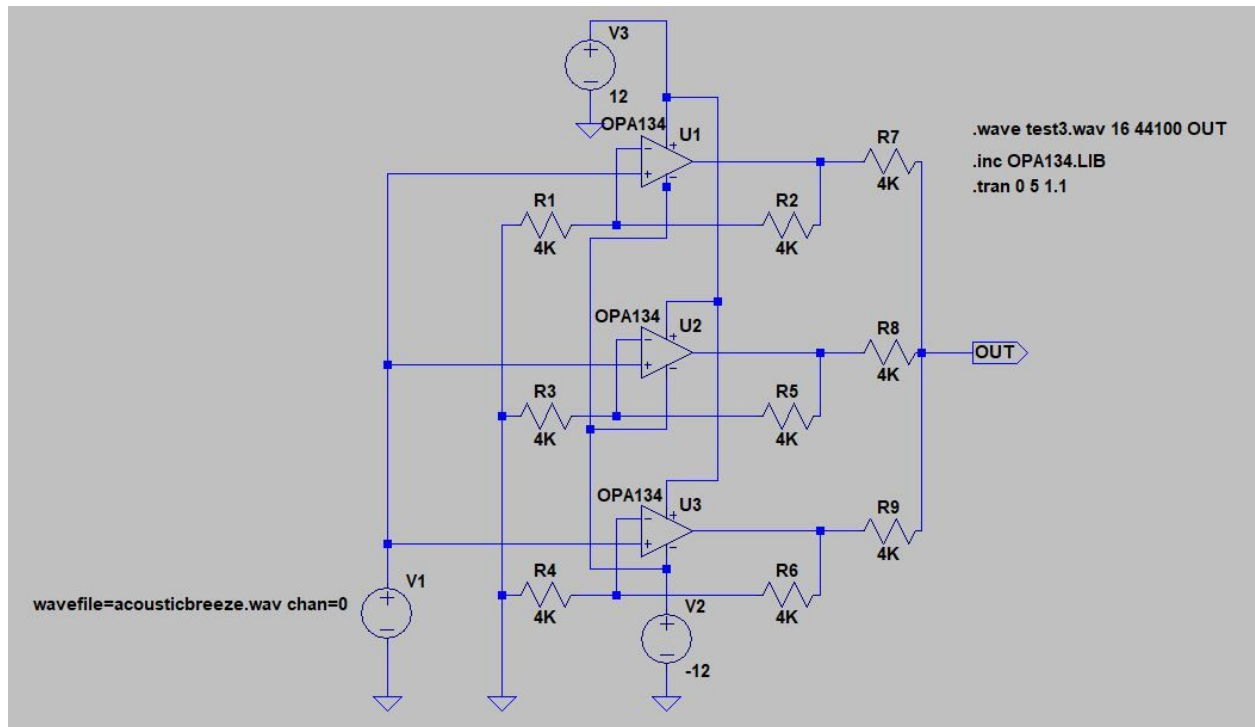 V3
12
OPA134
U1
R7
4K
.wave test3.wav 16 44100 OUT
.inc OPA134.LIB
.tran 0 5 1.1
R1
4K
R2
4K
OPA134
U2
R8
4K
OUT
R3
4K
R5
4K
OPA134
U3
R9
4K
R4
4K
R6
4K
V1
wavefile=acousticbreeze.wav chan=0
V2
-12